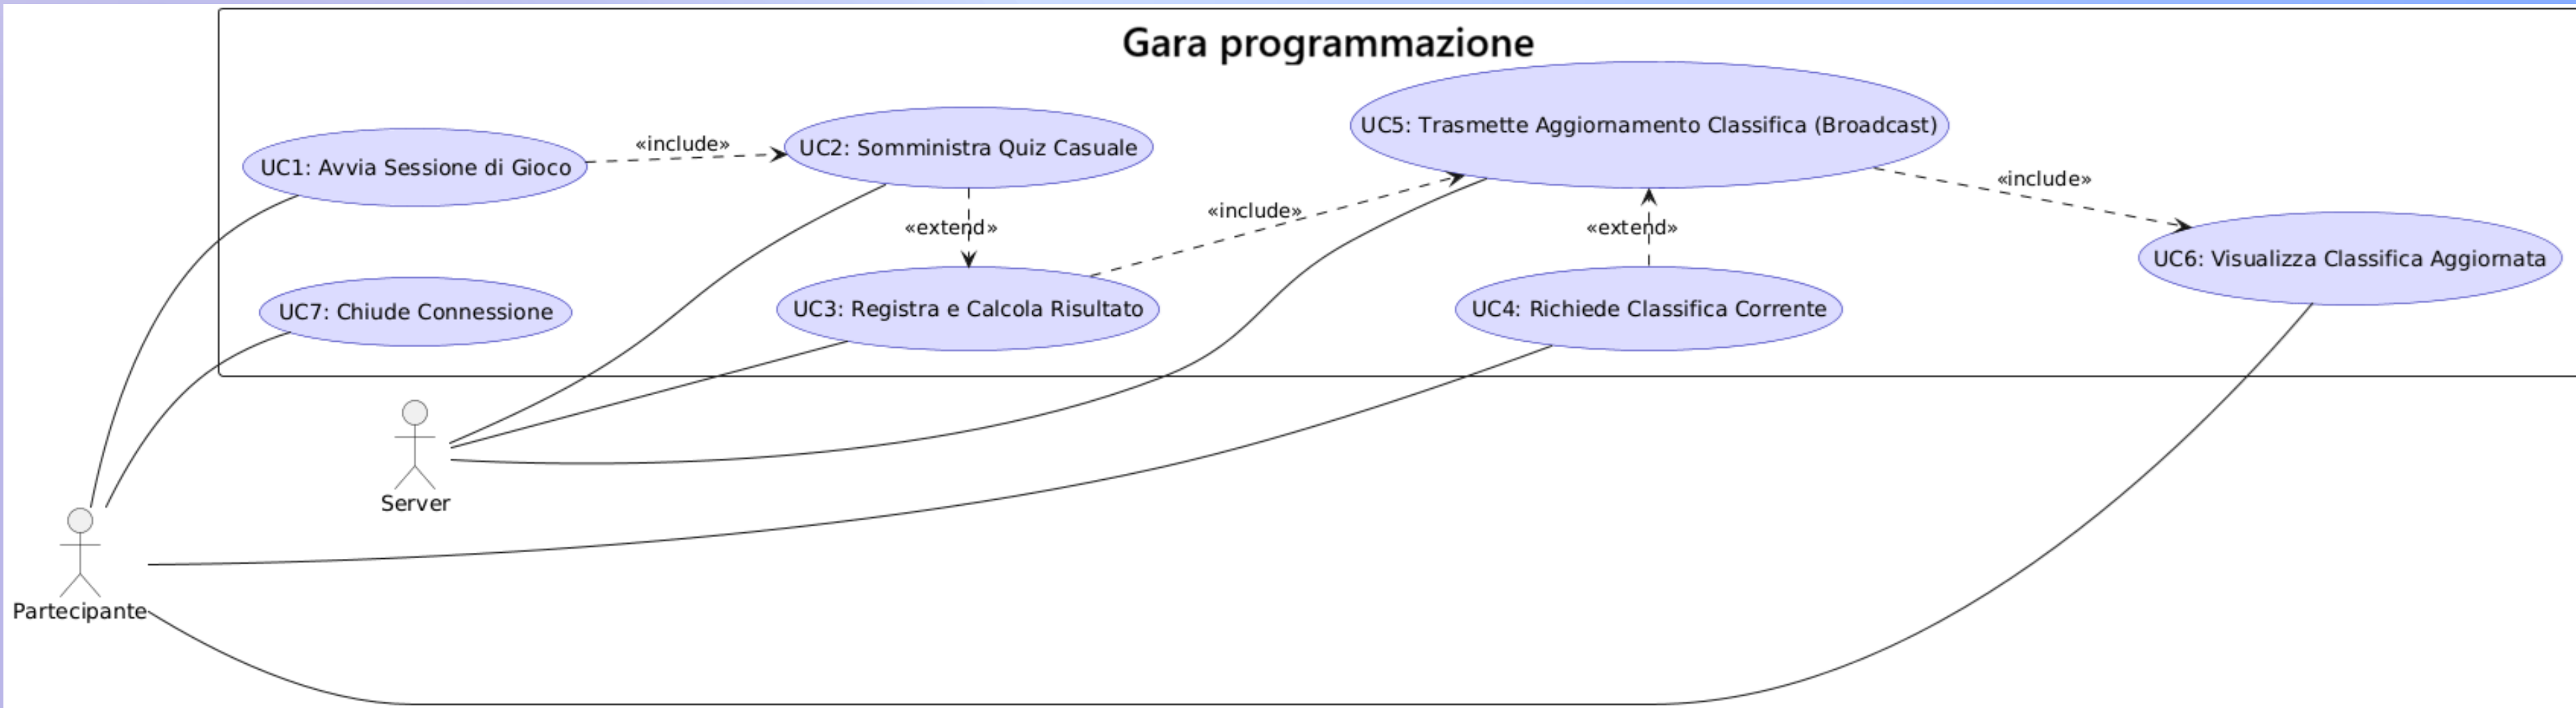 Gara programmazione
UC5: Trasmette Aggiornamento Classifica (Broadcast)
«include»
UC2: Somministra Quiz Casuale
UC1: Avvia Sessione di Gioco
«include»
«include»
«extend»
«extend»
UC6: Visualizza Classifica Aggiornata
UC7: Chiude Connessione
UC3: Registra e Calcola Risultato
UC4: Richiede Classifica Corrente
Server
Partecipante